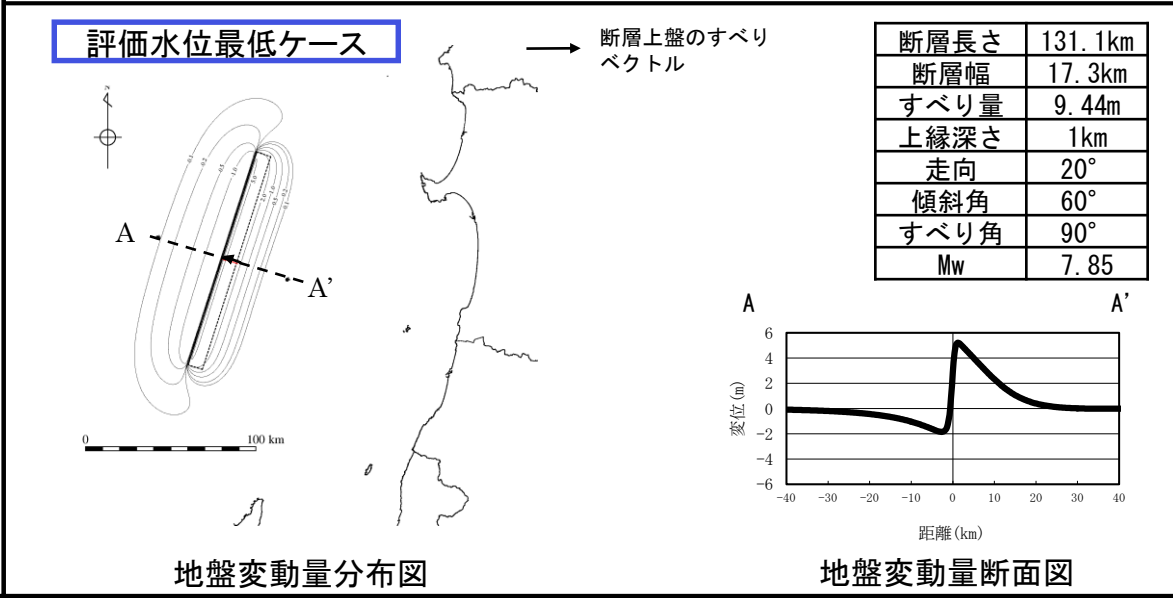 評価水位最低ケース
断層上盤のすべり
ベクトル
A
A'
0
100 km
地盤変動量分布図
断層長さ 131.1km
断層幅 17.3km
すべり量 9.44m
上縁深さ 1km
走向 20°
傾斜角 60°
すべり角 90°
Mw 7.85
A A'
変位(m)
6
4
2
0
-2
-4
-6
-40 -30 -20 -10 0 10 20 30 40
距離(km)
地盤変動量断面図